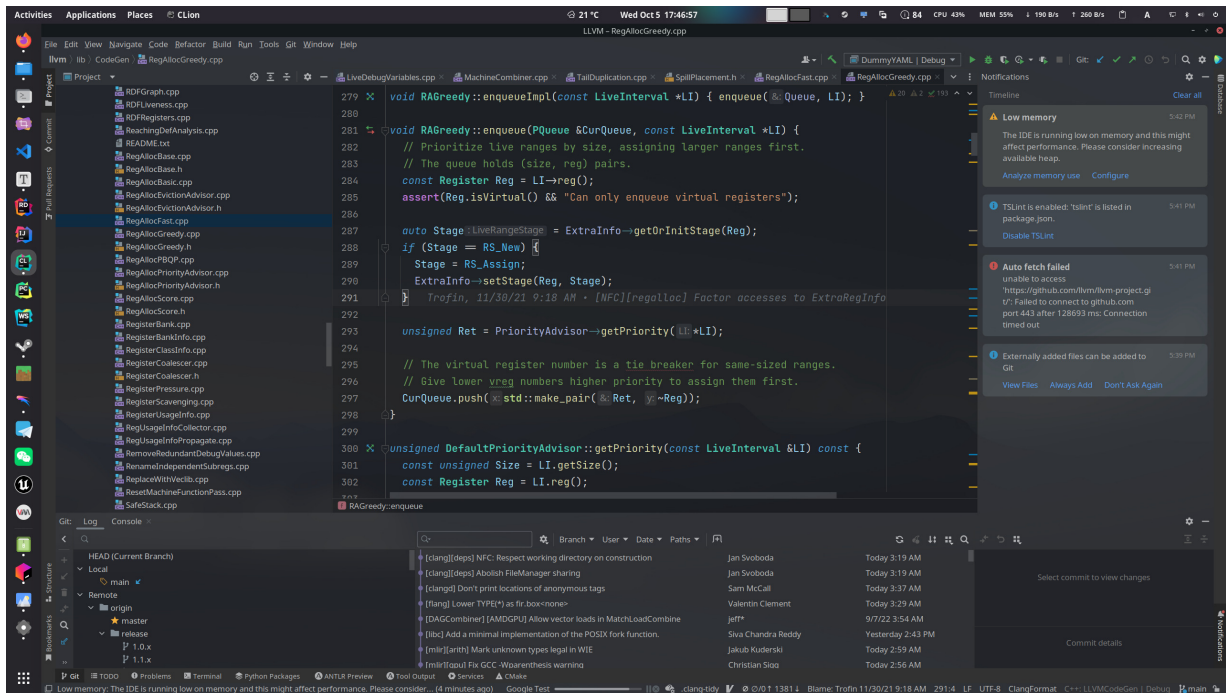 Activities Applications Places CLion 21 °C Wed Oct 5 17:46:57 84 CPU 43% MEM 55% ↓ 190 B/s ↑ 260 B/s A
LLVM – RegAllocGreedy.cpp
File Edit View Navigate Code Refactor Build Run Tools Git Window Help
llvm lib CodeGen RegAllocGreedy.cpp DummyYAML | Debug Git:
Project LiveDebugVariables.cpp MachineCombiner.cpp TailDuplication.cpp SpillPlacement.h RegAllocFast.cpp RegAllocGreedy.cpp Notifications
Project
Commit
Pull Requests
Structure
Bookmarks
RDFGraph.cpp
RDFLiveness.cpp
RDFRegisters.cpp
ReachingDefAnalysis.cpp
README.txt
RegAllocBase.cpp
RegAllocBase.h
RegAllocBasic.cpp
RegAllocEvictionAdvisor.cpp
RegAllocEvictionAdvisor.h
RegAllocFast.cpp
RegAllocGreedy.cpp
RegAllocGreedy.h
RegAllocPBQP.cpp
RegAllocPriorityAdvisor.cpp
RegAllocPriorityAdvisor.h
RegAllocScore.cpp
RegAllocScore.h
RegisterBank.cpp
RegisterBankInfo.cpp
RegisterClassInfo.cpp
RegisterCoalescer.cpp
RegisterCoalescer.h
RegisterPressure.cpp
RegisterScavenging.cpp
RegisterUsageInfo.cpp
RegUsageInfoCollector.cpp
RegUsageInfoPropagate.cpp
RemoveRedundantDebugValues.cpp
RenameIndependentSubregs.cpp
ReplaceWithVeclib.cpp
ResetMachineFunctionPass.cpp
SafeStack.cpp
279 void RAGreedy::enqueueImpl(const LiveInterval *LI) { enqueue( &: Queue, LI); } 20 2 193
280
281 void RAGreedy::enqueue(PQueue &CurQueue, const LiveInterval *LI) {
282 // Prioritize live ranges by size, assigning larger ranges first.
283 // The queue holds (size, reg) pairs.
284 const Register Reg = LI→reg();
285 assert(Reg.isVirtual() && "Can only enqueue virtual registers");
286
287 auto Stage : LiveRangeStage = ExtraInfo→getOrInitStage(Reg);
288 if (Stage == RS_New) {
289 Stage = RS_Assign;
290 ExtraInfo→setStage(Reg, Stage);
291 } Trofin, 11/30/21 9:18 AM • [NFC][regalloc] Factor accesses to ExtraRegInfo
292
293 unsigned Ret = PriorityAdvisor→getPriority( LI: *LI);
294
295 // The virtual register number is a tie breaker for same-sized ranges.
296 // Give lower vreg numbers higher priority to assign them first.
297 CurQueue.push( x: std::make_pair( &: Ret, y: ~Reg));
298 }
299
300 unsigned DefaultPriorityAdvisor::getPriority(const LiveInterval &LI) const {
301 const unsigned Size = LI.getSize();
302 const Register Reg = LI.reg();
RAGreedy::enqueue
Timeline Clear all
Low memory 5:42 PM
The IDE is running low on memory and this might
affect performance. Please consider increasing
available heap.
Analyze memory use Configure
TSLint is enabled: 'tslint' is listed in 5:41 PM
package.json.
Disable TSLint
Auto fetch failed 5:41 PM
unable to access
'https://github.com/llvm/llvm-project.gi
t/': Failed to connect to github.com
port 443 after 128693 ms: Connection
timed out
Externally added files can be added to 5:39 PM
Git
View Files Always Add Don't Ask Again
Database
Notifications
Git: Log Console
Branch User Date Paths
HEAD (Current Branch)
Local
main
Remote
origin
master
release
1.0.x
1.1.x
[clang][deps] NFC: Respect working directory on construction Jan Svoboda Today 3:19 AM
[clang][deps] Abolish FileManager sharing Jan Svoboda Today 3:19 AM
[clangd] Don't print locations of anonymous tags Sam McCall Today 3:37 AM
[flang] Lower TYPE(*) as fir.box<none> Valentin Clement Today 3:29 AM
[DAGCombiner] [AMDGPU] Allow vector loads in MatchLoadCombine jeff* 9/7/22 3:54 AM
[libc] Add a minimal implementation of the POSIX fork function. Siva Chandra Reddy Yesterday 2:43 PM
[mlir][arith] Mark unknown types legal in WIE Jakub Kuderski Today 2:59 AM
[mlir][gpu] Fix GCC -Wparenthesis warning Christian Sigg Today 2:56 AM
Select commit to view changes
Commit details
Git TODO Problems Terminal Python Packages ANTLR Preview Tool Output Services CMake
Low memory: The IDE is running low on memory and this might affect performance. Please consider... (4 minutes ago) Google Test .clang-tidy Blame: Trofin 11/30/21 9:18 AM 291:4 LF UTF-8 ClangFormat C++: LLVMCodeGen | Debug main